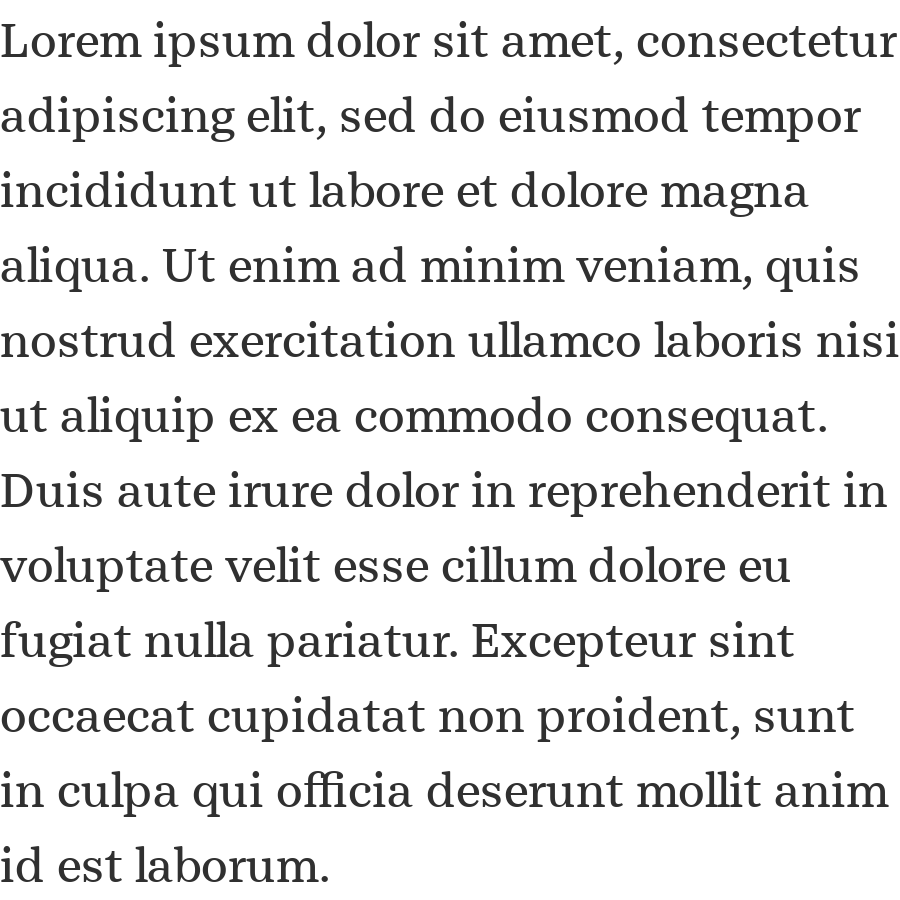 Lorem ipsum dolor sit amet, consectetur
adipiscing elit, sed do eiusmod tempor
incididunt ut labore et dolore magna
aliqua. Ut enim ad minim veniam, quis
nostrud exercitation ullamco laboris nisi
ut aliquip ex ea commodo consequat.
Duis aute irure dolor in reprehenderit in
voluptate velit esse cillum dolore eu
fugiat nulla pariatur. Excepteur sint
occaecat cupidatat non proident, sunt
in culpa qui officia deserunt mollit anim
id est laborum.